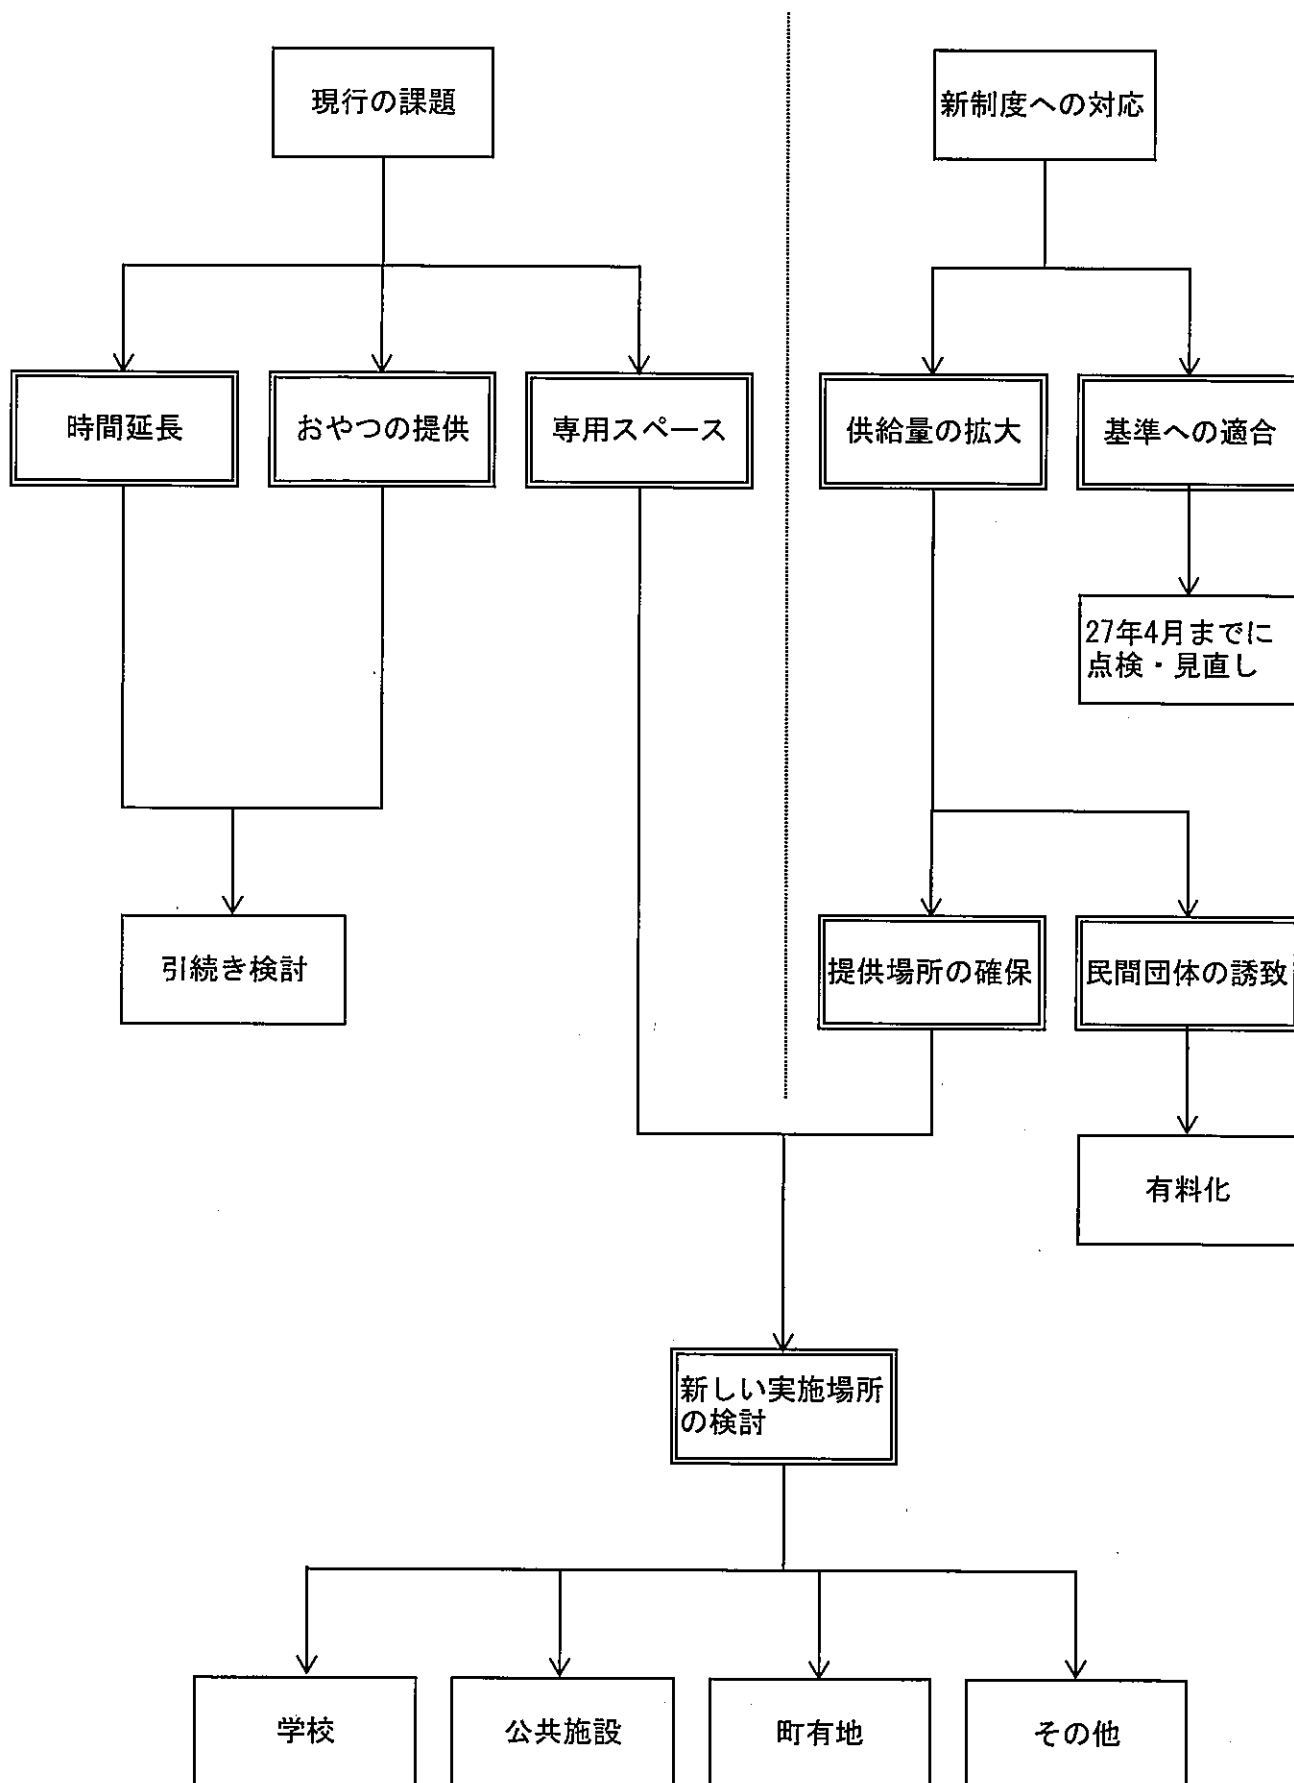 現行の課題
新制度への対応
時間延長
おやつの提供
専用スペース
供給量の拡大
基準への適合
27年4月までに
点検・見直し
引続き検討
提供場所の確保
民間団体の誘致
有料化
新しい実施場所
の検討
学校
公共施設
町有地
その他